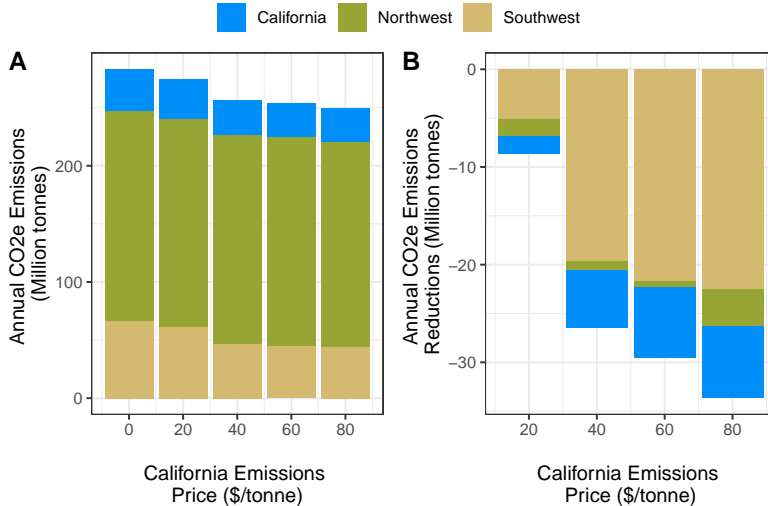 California Northwest Southwest
A
Annual CO2e Emissions
(Million tonnes)
200
100
0
0 20 40 60 80
California Emissions
Price ($/tonne)
B
Annual CO2e Emissions
Reductions (Million tonnes)
0
−10
−20
−30
20 40 60 80
California Emissions
Price ($/tonne)